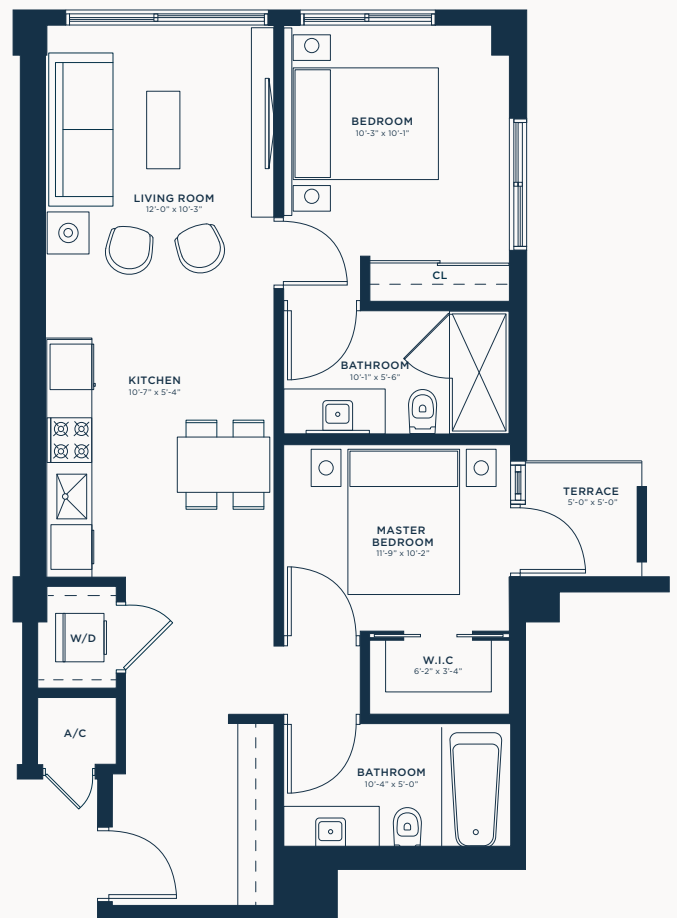 BEDROOM
10'-3" x 10'-1"
LIVING ROOM
12'-0" x 10'-3"
CL
BATHROOM
10'-1" x 5'-6"
KITCHEN
10'-7" x 5'-4"
TERRACE
5'-0" x 5'-0"
MASTER
BEDROOM
11'-9" x 10'-2"
W/D
W.I.C
6'-2" x 3'-4"
A/C
BATHROOM
10'-4" x 5'-0"